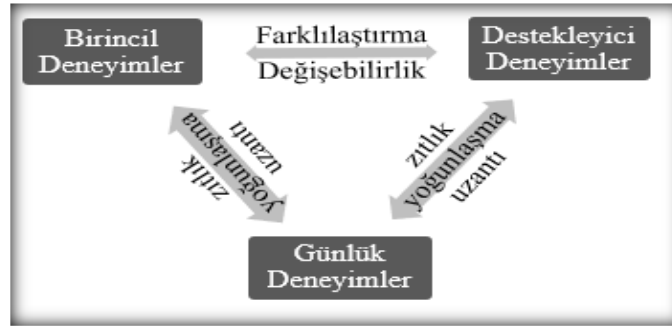 Birincil
Deneyimler
Farklılaştırma
Değişebilirlik
Destekleyici
Deneyimler
uzantı
yoğunlaşma
zıtlık
zıtlık
yoğunlaşma
uzantı
Günlük
Deneyimler